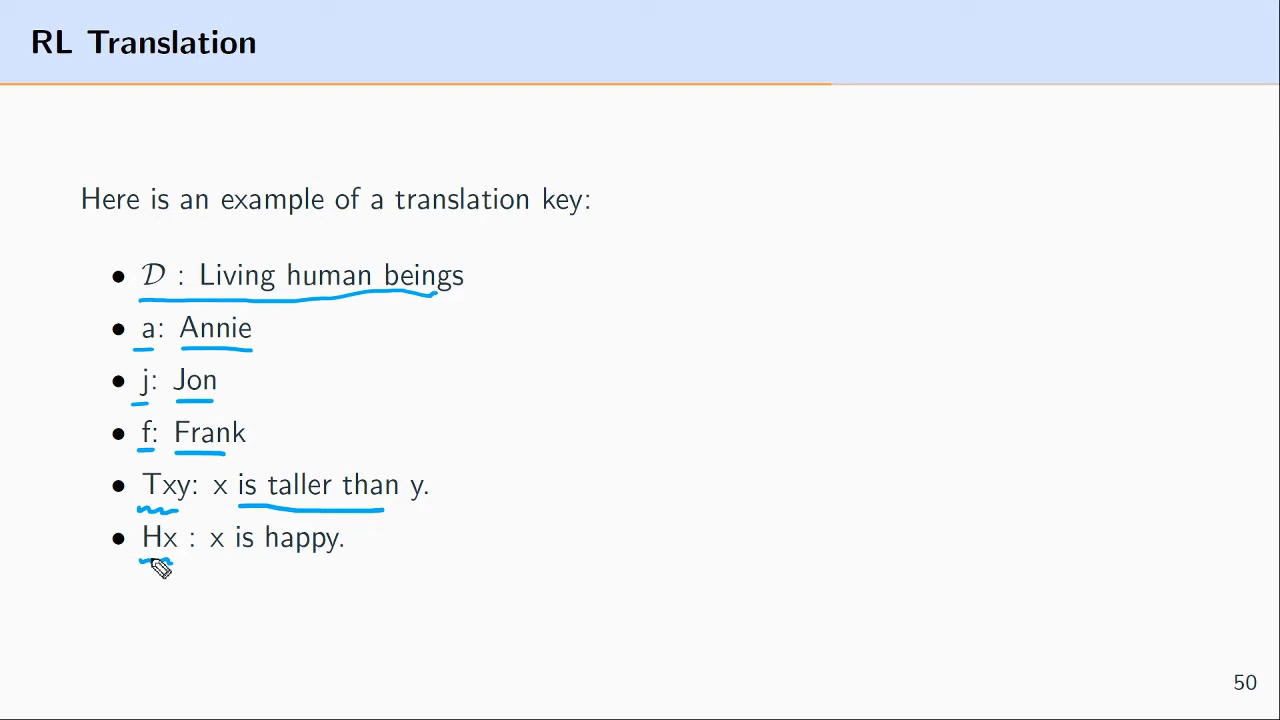 RL Translation
Here is an example of a translation key:
• 𝒟 : Living human beings
• a: Annie
• j: Jon
• f: Frank
• Txy: x is taller than y.
• Hx : x is happy.
50